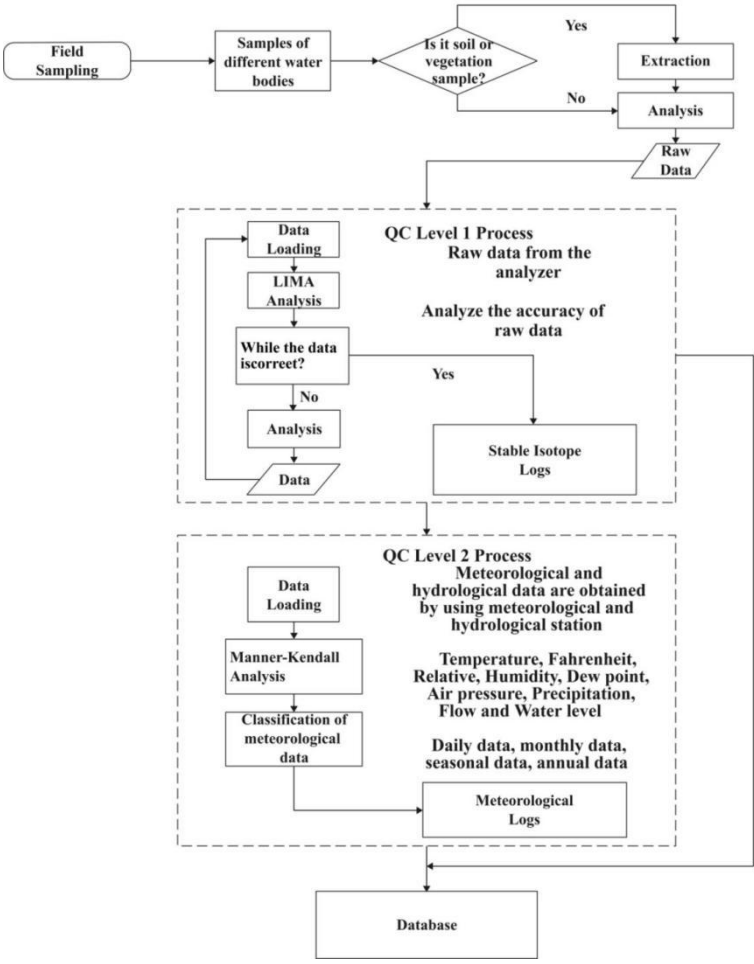 Field
Sampling
Samples of
different water
bodies
Is it soil or
vegetation
sample?
Yes
No
Extraction
Analysis
Raw
Data
QC Level 1 Process
Raw data from the
analyzer
Analyze the accuracy of
raw data
Data
Loading
LIMA
Analysis
While the data
iscorreet?
Yes
No
Analysis
Data
Stable Isotope
Logs
QC Level 2 Process
Meteorological and
hydrological data are obtained
by using meteorological and
hydrological station
Temperature, Fahrenheit,
Relative, Humidity, Dew point,
Air pressure, Precipitation,
Flow and Water level
Daily data, monthly data,
seasonal data, annual data
Data
Loading
Manner-Kendall
Analysis
Classification of
meteorological
data
Meteorological
Logs
Database